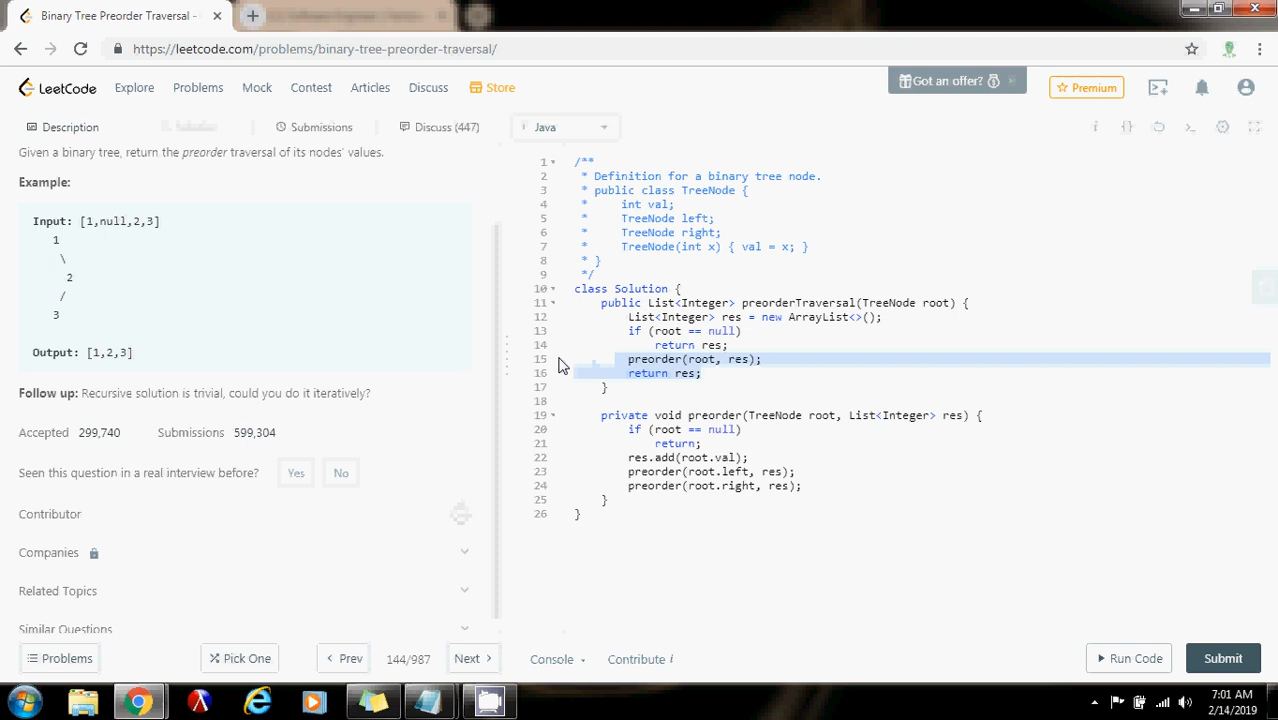 Binary Tree Preorder Traversal -
https://leetcode.com/problems/binary-tree-preorder-traversal/
LeetCode
Explore
Problems
Mock
Contest
Articles
Discuss
Store
Got an offer?
Premium
Description
Submissions
Discuss (447)
i Java
Given a binary tree, return the preorder traversal of its nodes' values.
Example:
Input: [1,null,2,3]
1
\
2
/
3
Output: [1,2,3]
Follow up: Recursive solution is trivial, could you do it iteratively?
Accepted 299,740 Submissions 599,304
Seen this question in a real interview before? Yes No
Contributor
Companies
Related Topics
Similar Questions
1 /**
2 * Definition for a binary tree node.
3 * public class TreeNode {
4 *     int val;
5 *     TreeNode left;
6 *     TreeNode right;
7 *     TreeNode(int x) { val = x; }
8 * }
9 */
10 class Solution {
11     public List<Integer> preorderTraversal(TreeNode root) {
12         List<Integer> res = new ArrayList<>();
13         if (root == null)
14             return res;
15         preorder(root, res);
16         return res;
17     }
18
19     private void preorder(TreeNode root, List<Integer> res) {
20         if (root == null)
21             return;
22         res.add(root.val);
23         preorder(root.left, res);
24         preorder(root.right, res);
25     }
26 }
Problems
Pick One
Prev
144/987
Next
Console
Contribute i
Run Code
Submit
7:01 AM
2/14/2019